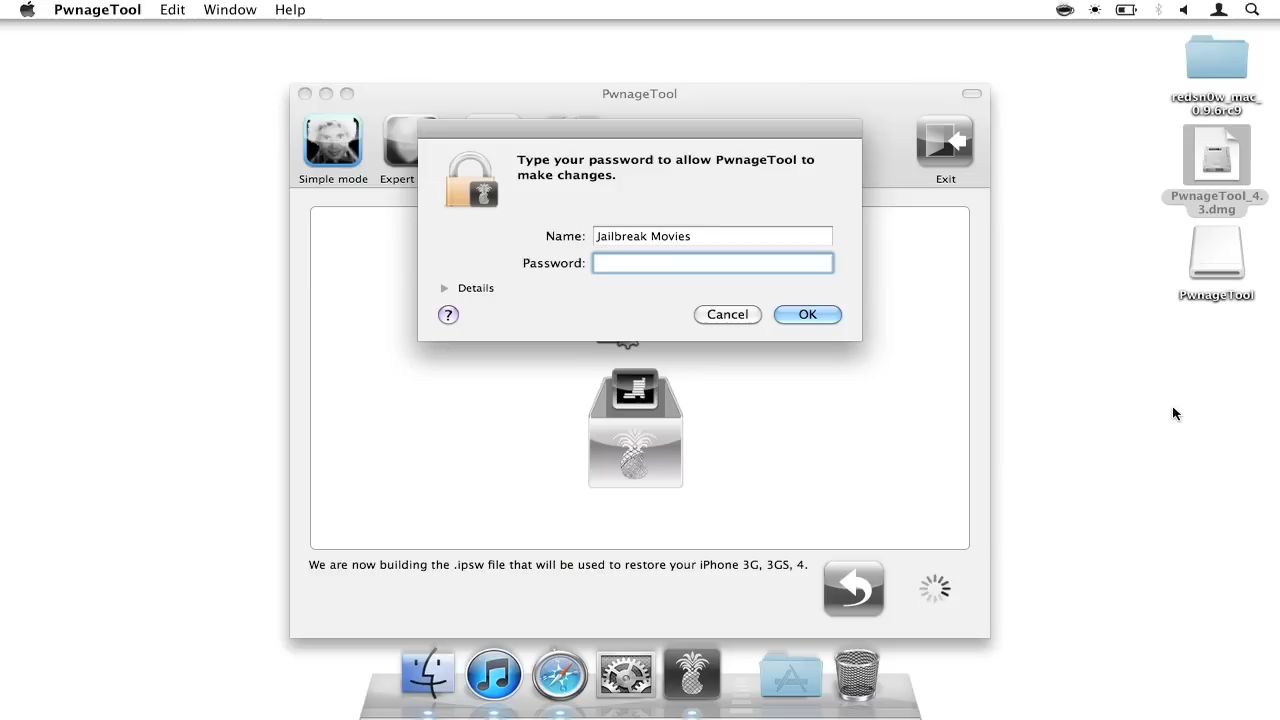 PwnageTool Edit Window Help
PwnageTool
Simple mode
Expert
Exit
Type your password to allow PwnageTool to
make changes.
Name: Jailbreak Movies
Password:
Details
?
Cancel
OK
We are now building the .ipsw file that will be used to restore your iPhone 3G, 3GS, 4.
redsn0w_mac_
0.9.6rc9
PwnageTool_4.
3.dmg
PwnageTool